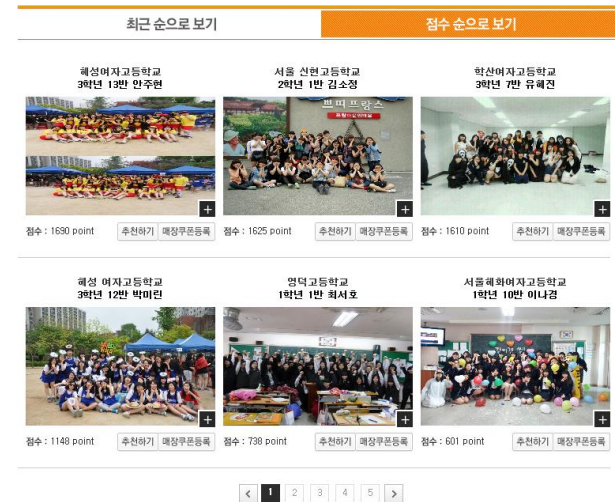 최근 순으로 보기
점수 순으로 보기
혜성여자고등학교
3학년 13반 안주현
서울 신현고등학교
2학년 1반 김소정
학산여자고등학교
3학년 7반 유혜진
쁘띠프랑스
점수 : 1690 point 추천하기 매장쿠폰등록
점수 : 1625 point 추천하기 매장쿠폰등록
점수 : 1610 point 추천하기 매장쿠폰등록
혜성 여자고등학교
3학년 12반 박미린
영덕고등학교
1학년 1반 최서호
서울혜화여자고등학교
1학년 10반 이나경
점수 : 1148 point 추천하기 매장쿠폰등록
점수 : 738 point 추천하기 매장쿠폰등록
점수 : 601 point 추천하기 매장쿠폰등록
< 1 2 3 4 5 >